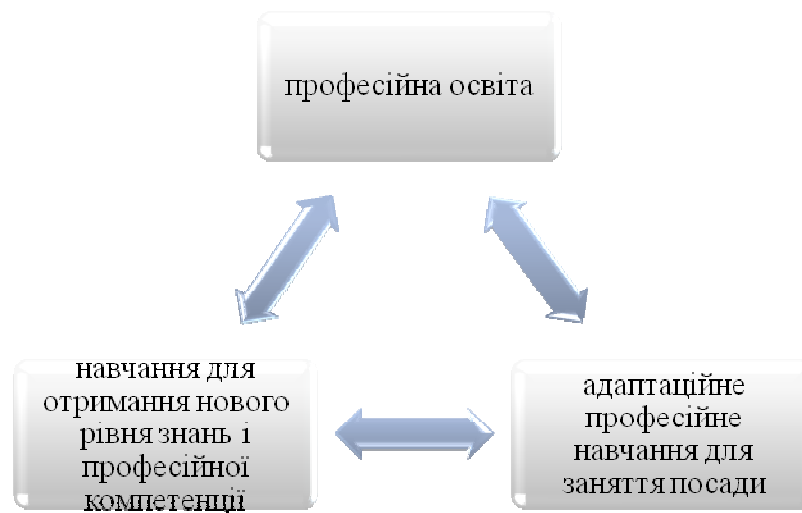 професійна освіта
навчання для
отримання нового
рівня знань і
професійної
компетенції
адаптаційне
професійне
навчання для
заняття посади